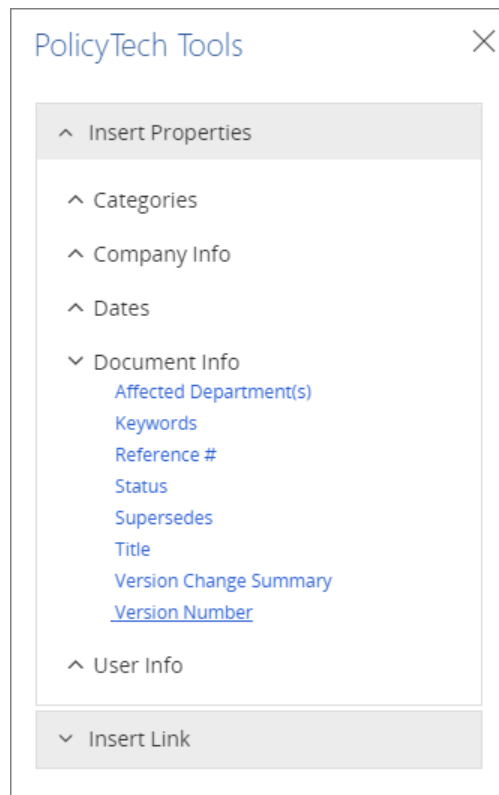 PolicyTech Tools
Insert Properties
Categories
Company Info
Dates
Document Info
Affected Department(s)
Keywords
Reference #
Status
Supersedes
Title
Version Change Summary
Version Number
User Info
Insert Link